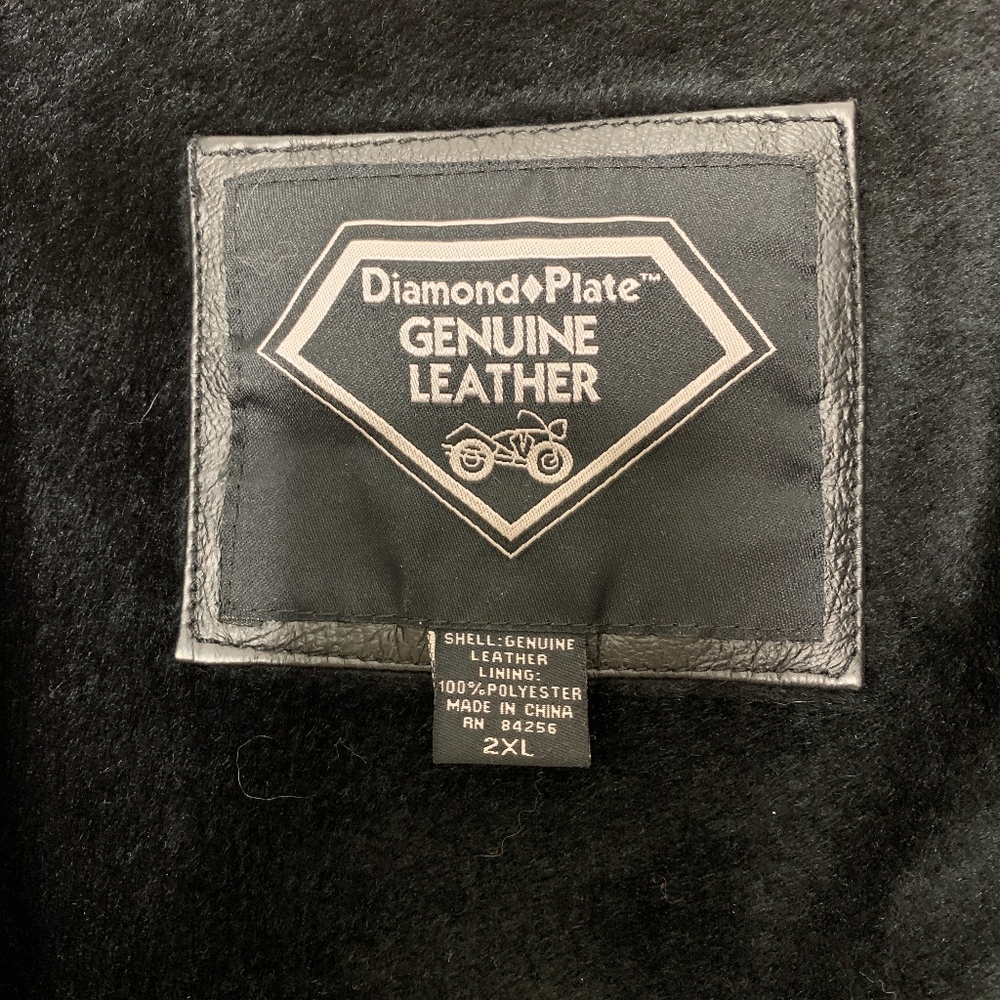 Diamond♦Plate™
GENUINE
LEATHER
SHELL:GENUINE
LEATHER
LINING:
100%POLYESTER
MADE IN CHINA
RN 84256
2XL